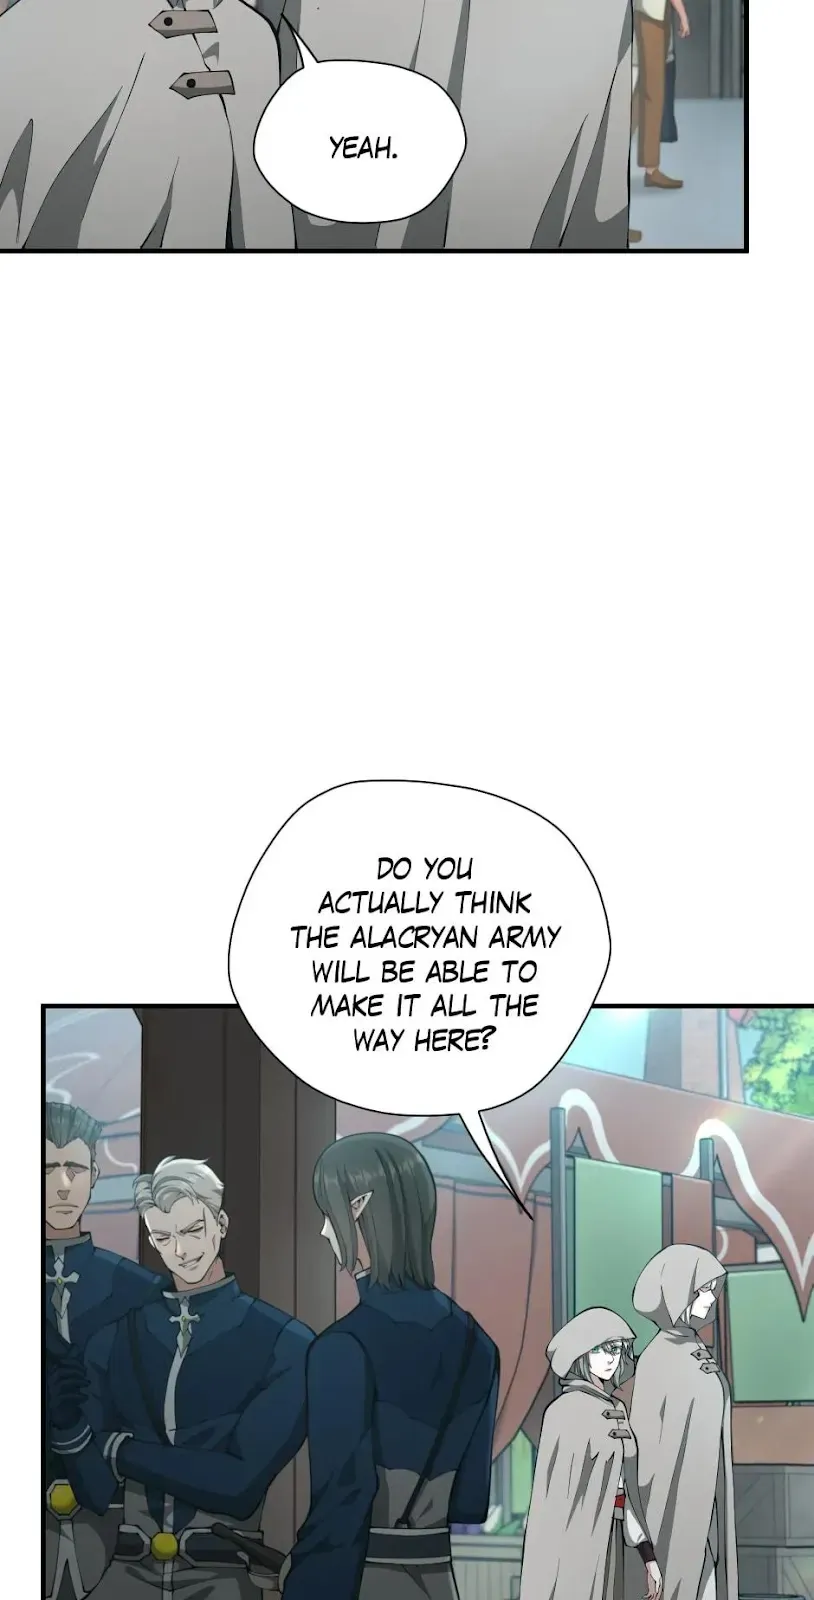 YEAH.
DO YOU
ACTUALLY THINK
THE ALACRYAN ARMY
WILL BE ABLE TO
MAKE IT ALL THE
WAY HERE?